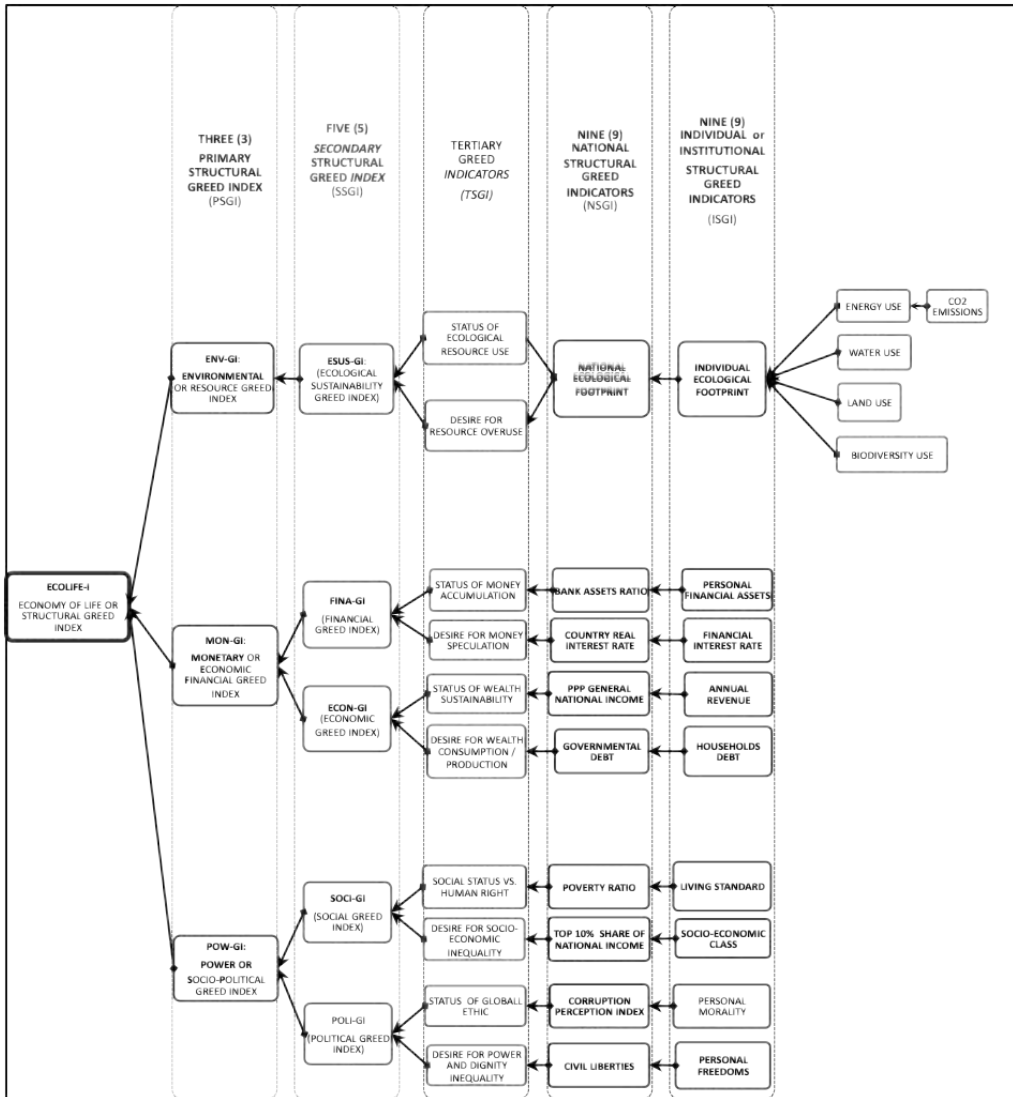 THREE (3)
PRIMARY
STRUCTURAL
GREED INDEX
(PSGI)
FIVE (5)
SECONDARY
STRUCTURAL
GREED INDEX
(SSGI)
TERTIARY
GREED
INDICATORS
(TSGI)
NINE (9)
NATIONAL
STRUCTURAL
GREED
INDICATORS
(NSGI)
NINE (9)
INDIVIDUAL or
INSTITUTIONAL
STRUCTURAL
GREED
INDICATORS
(ISGI)
ECOLIFE-I
ECONOMY OF LIFE OR
STRUCTURAL GREED
INDEX
ENV-GI:
ENVIRONMENTAL
OR RESOURCE GREED
INDEX
ESUS-GI:
(ECOLOGICAL
SUSTAINABILITY
GREED INDEX)
STATUS OF
ECOLOGICAL
RESOURCE USE
DESIRE FOR
RESOURCE OVERUSE
NATIONAL
ECOLOGICAL
FOOTPRINT
INDIVIDUAL
ECOLOGICAL
FOOTPRINT
ENERGY USE
CO2
EMISSIONS
WATER USE
LAND USE
BIODIVERSITY USE
MON-GI:
MONETARY OR
ECONOMIC
FINANCIAL GREED
INDEX
FINA-GI
(FINANCIAL
GREED INDEX)
STATUS OF MONEY
ACCUMULATION
BANK ASSETS RATIO
PERSONAL
FINANCIAL ASSETS
DESIRE FOR MONEY
SPECULATION
COUNTRY REAL
INTEREST RATE
FINANCIAL
INTEREST RATE
ECON-GI
(ECONOMIC
GREED INDEX)
STATUS OF WEALTH
SUSTAINABILITY
PPP GENERAL
NATIONAL INCOME
ANNUAL
REVENUE
DESIRE FOR WEALTH
CONSUMPTION /
PRODUCTION
GOVERNMENTAL
DEBT
HOUSEHOLDS
DEBT
POW-GI:
POWER OR
SOCIO-POLITICAL
GREED INDEX
SOCI-GI
(SOCIAL GREED
INDEX)
SOCIAL STATUS VS.
HUMAN RIGHT
POVERTY RATIO
LIVING STANDARD
DESIRE FOR SOCIO-
ECONOMIC
INEQUALITY
TOP 10% SHARE OF
NATIONAL INCOME
SOCIO-ECONOMIC
CLASS
POLI-GI
(POLITICAL GREED
INDEX)
STATUS OF GLOBALL
ETHIC
CORRUPTION
PERCEPTION INDEX
PERSONAL
MORALITY
DESIRE FOR POWER
AND DIGNITY
INEQUALITY
CIVIL LIBERTIES
PERSONAL
FREEDOMS